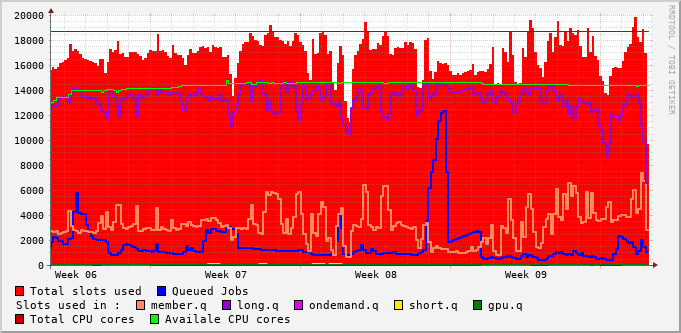 20000
18000
16000
14000
12000
10000
8000
6000
4000
2000
0
Week 06 Week 07 Week 08 Week 09
RRDTOOL / TOBI OETIKER
Total slots used Queued Jobs
Slots used in : member.q long.q ondemand.q short.q gpu.q
Total CPU cores Availale CPU cores